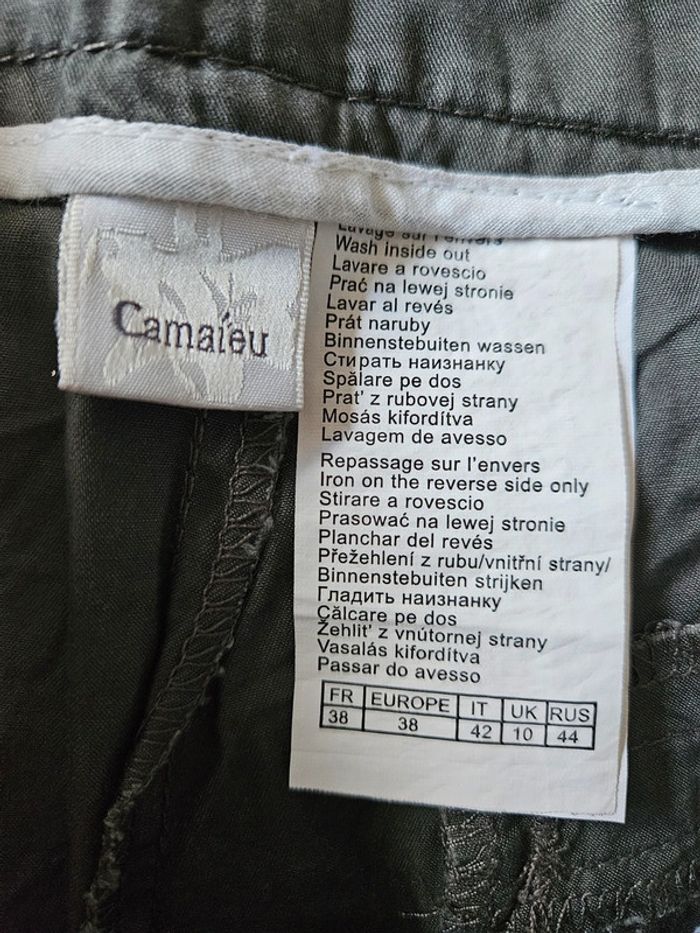 Camaïeu
Lavage sur l'envers
Wash inside out
Lavare a rovescio
Prać na lewej stronie
Lavar al revés
Prát naruby
Binnenstebuiten wassen
Стирать наизнанку
Spălare pe dos
Prat' z rubovej strany
Mosás kifordítva
Lavagem de avesso
Repassage sur l'envers
Iron on the reverse side only
Stirare a rovescio
Prasować na lewej stronie
Planchar del revés
Přežehlení z rubu/vnitřní strany/
Binnenstebuiten strijken
Гладить наизнанку
Călcare pe dos
Žehlit' z vnútornej strany
Vasalás kifordítva
Passar do avesso
FR EUROPE IT UK RUS
38 38 42 10 44